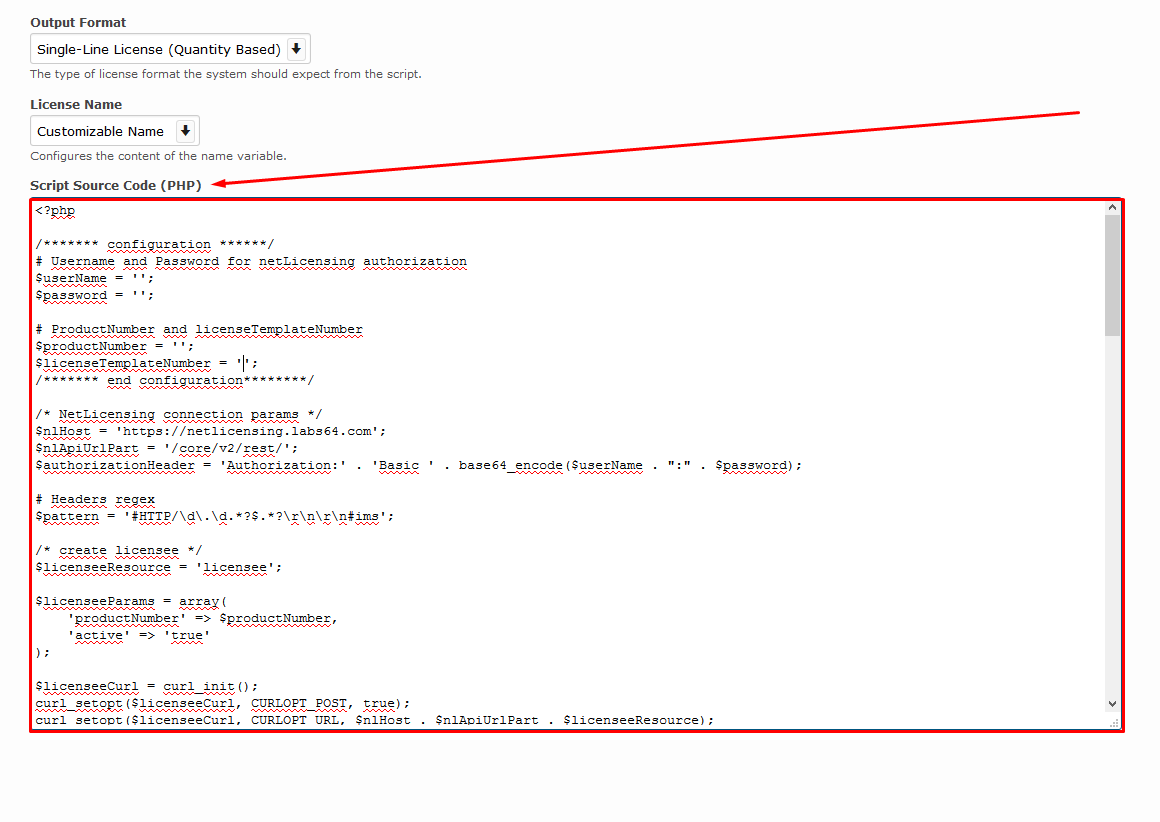 Output Format
Single-Line License (Quantity Based)
The type of license format the system should expect from the script.
License Name
Customizable Name
Configures the content of the name variable.
Script Source Code (PHP)
<?php
/******* configuration ******/
# Username and Password for netLicensing authorization
$userName = '';
$password = '';
# ProductNumber and licenseTemplateNumber
$productNumber = '';
$licenseTemplateNumber = '';
/******* end configuration********/
/* NetLicensing connection params */
$nlHost = 'https://netlicensing.labs64.com';
$nlApiUrlPart = '/core/v2/rest/';
$authorizationHeader = 'Authorization:' . 'Basic ' . base64_encode($userName . ":" . $password);
# Headers regex
$pattern = '#HTTP/\d\.\d.*?$.*?\r\n\r\n#ims';
/* create licensee */
$licenseeResource = 'licensee';
$licenseeParams = array(
    'productNumber' => $productNumber,
    'active' => 'true'
);
$licenseeCurl = curl_init();
curl_setopt($licenseeCurl, CURLOPT_POST, true);
curl_setopt($licenseeCurl, CURLOPT_URL, $nlHost . $nlApiUrlPart . $licenseeResource);